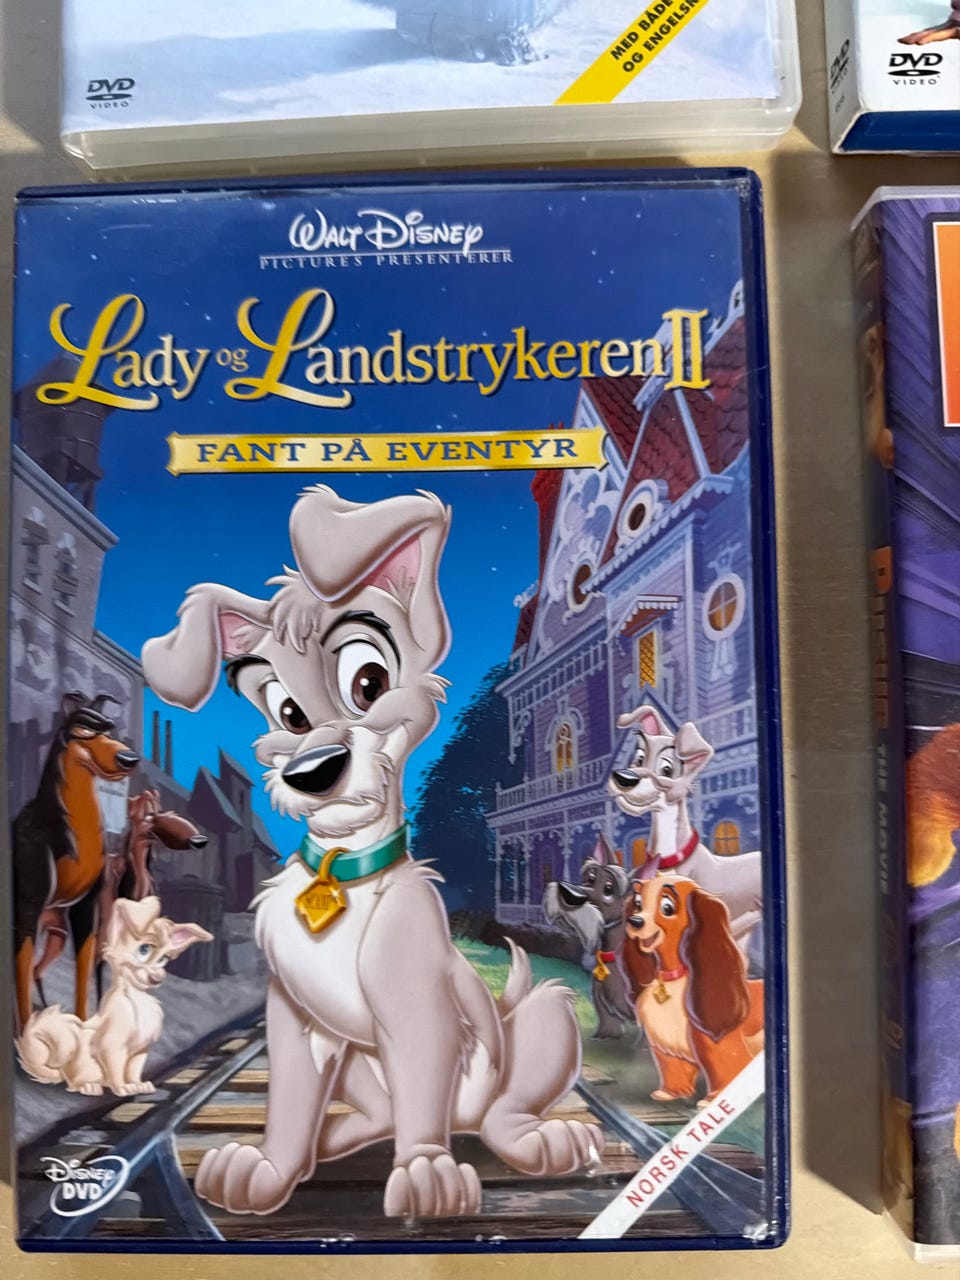 DVD
VIDEO
MED BÅDE
OG ENGELSK
DVD
VIDEO
WALT DISNEY
PICTURES PRESENTERER
Lady og Landstrykeren II
FANT PÅ EVENTYR
THE MOVIE
NORSK TALE
DISNEY
DVD